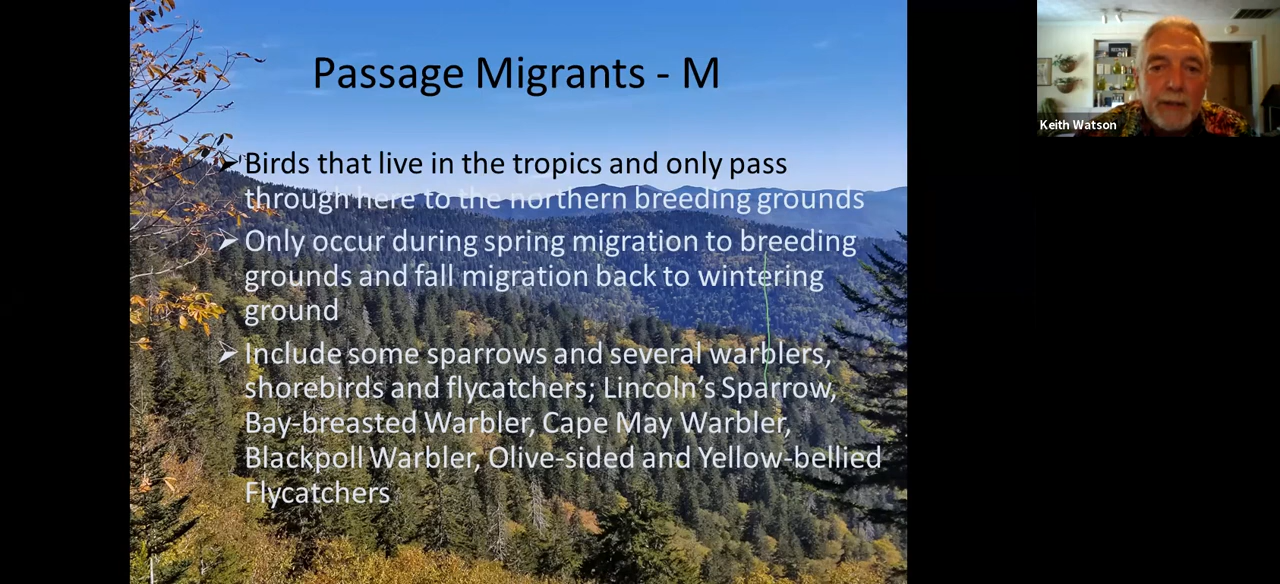 Passage Migrants - M
Keith Watson
➢ Birds that live in the tropics and only pass
through here to the northern breeding grounds
➢ Only occur during spring migration to breeding
grounds and fall migration back to wintering
ground
➢ Include some sparrows and several warblers,
shorebirds and flycatchers; Lincoln’s Sparrow,
Bay-breasted Warbler, Cape May Warbler,
Blackpoll Warbler, Olive-sided and Yellow-bellied
Flycatchers